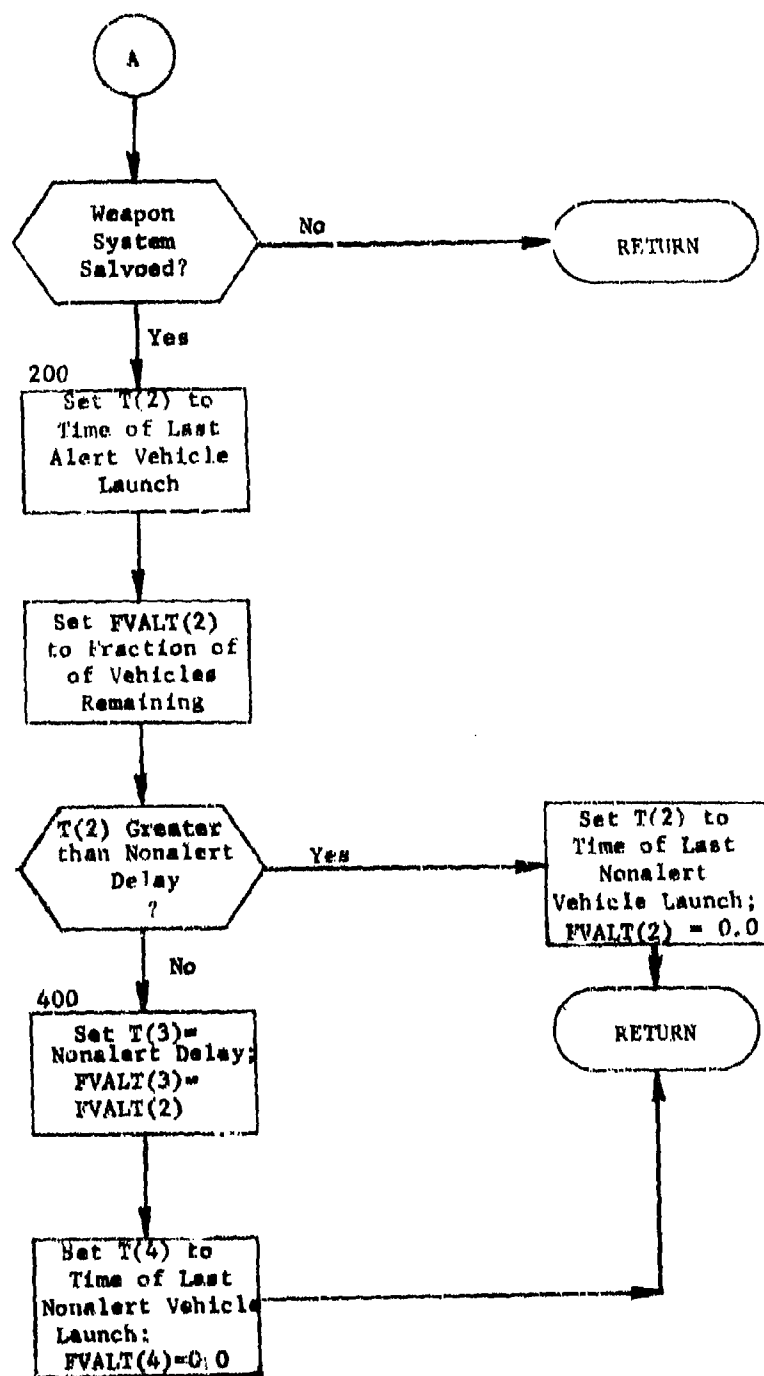 A
Weapon
System
Salvoed?
No
RETURN
Yes
200
Set T(2) to
Time of Last
Alert Vehicle
Launch
Set FVALT(2)
to Fraction of
of Vehicles
Remaining
T(2) Greater
than Nonalert
Delay
?
Yes
Set T(2) to
Time of Last
Nonalert
Vehicle Launch;
FVALT(2) = 0.0
No
RETURN
400
Set T(3)=
Nonalert Delay;
FVALT(3)=
FVALT(2)
Set T(4) to
Time of Last
Nonalert Vehicle
Launch;
FVALT(4)=0.0